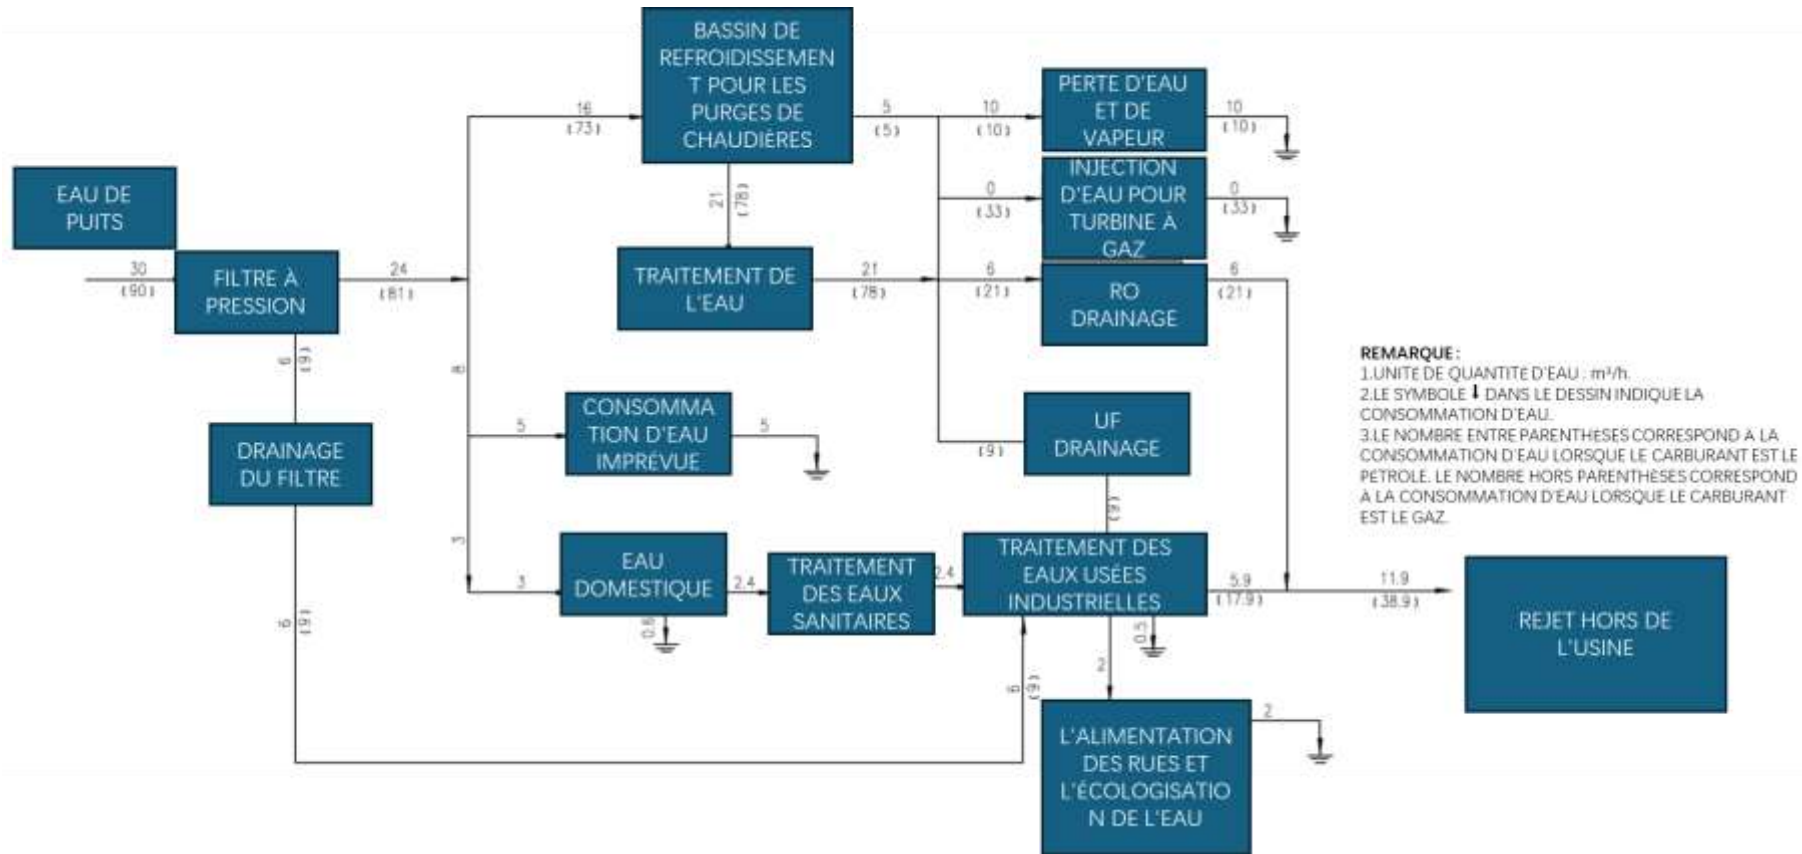 BASSIN DE
REFROIDISSEMEN
T POUR LES
PURGES DE
CHAUDIÈRES
16
(73)
5
(5)
10
(10)
PERTE D'EAU
ET DE
VAPEUR
10
(10)
EAU DE
PUITS
21
(78)
0
(33)
INJECTION
D'EAU POUR
TURBINE À
GAZ
0
(33)
30
(90)
FILTRE À
PRESSION
24
(81)
TRAITEMENT DE
L'EAU
21
(78)
6
(21)
RO
DRAINAGE
6
(21)
6
(9)
8
DRAINAGE
DU FILTRE
5
CONSOMMA
TION D'EAU
IMPRÉVUE
5
(9)
UF
DRAINAGE
(9)
REMARQUE :
1.UNITÉ DE QUANTITÉ D'EAU : m³/h.
2.LE SYMBOLE DANS LE DESSIN INDIQUE LA
CONSOMMATION D'EAU.
3.LE NOMBRE ENTRE PARENTHÈSES CORRESPOND À LA
CONSOMMATION D'EAU LORSQUE LE CARBURANT EST LE
PÉTROLE. LE NOMBRE HORS PARENTHÈSES CORRESPOND
À LA CONSOMMATION D'EAU LORSQUE LE CARBURANT
EST LE GAZ.
3
3
EAU
DOMESTIQUE
0.6
2.4
TRAITEMENT
DES EAUX
SANITAIRES
2.4
TRAITEMENT DES
EAUX USÉES
INDUSTRIELLES
5.9
(17.9)
11.9
(38.9)
REJET HORS DE
L'USINE
6
(9)
6
(9)
2
0.5
L'ALIMENTATION
DES RUES ET
L'ÉCOLOGISATIO
N DE L'EAU
2